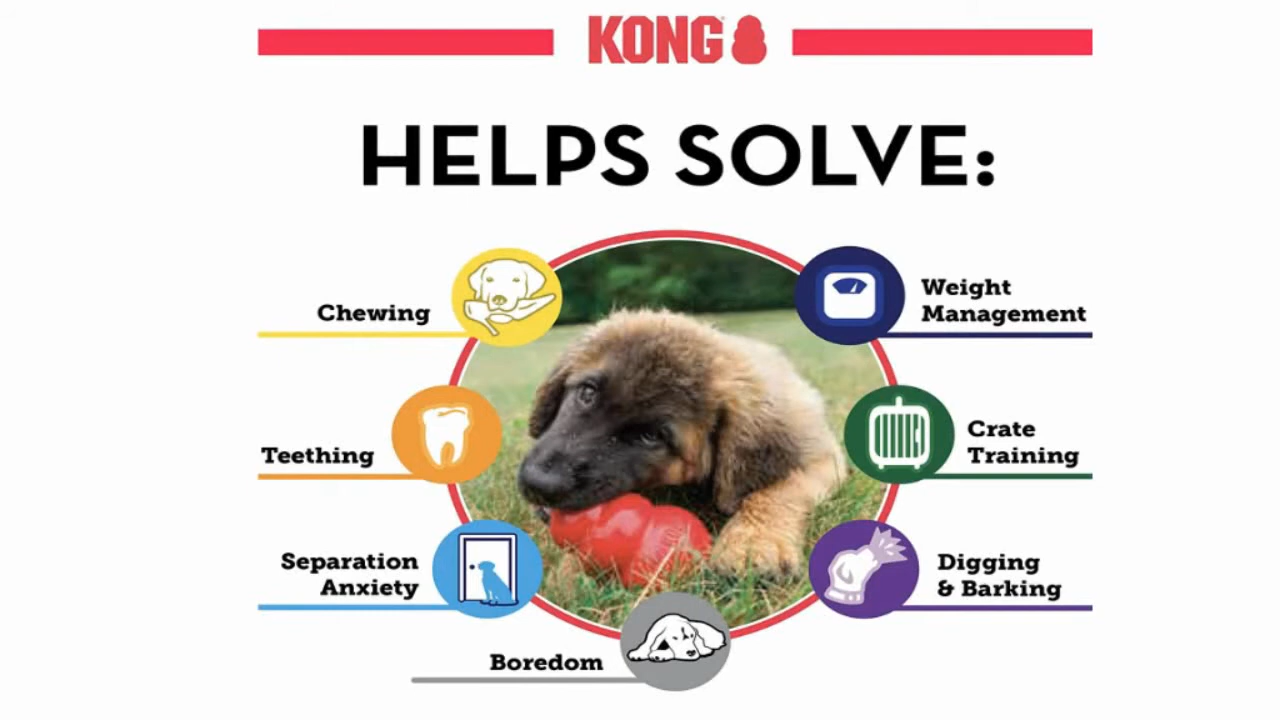 KONG
HELPS SOLVE:
Chewing
Weight
Management
Teething
Crate
Training
Separation
Anxiety
Digging
& Barking
Boredom